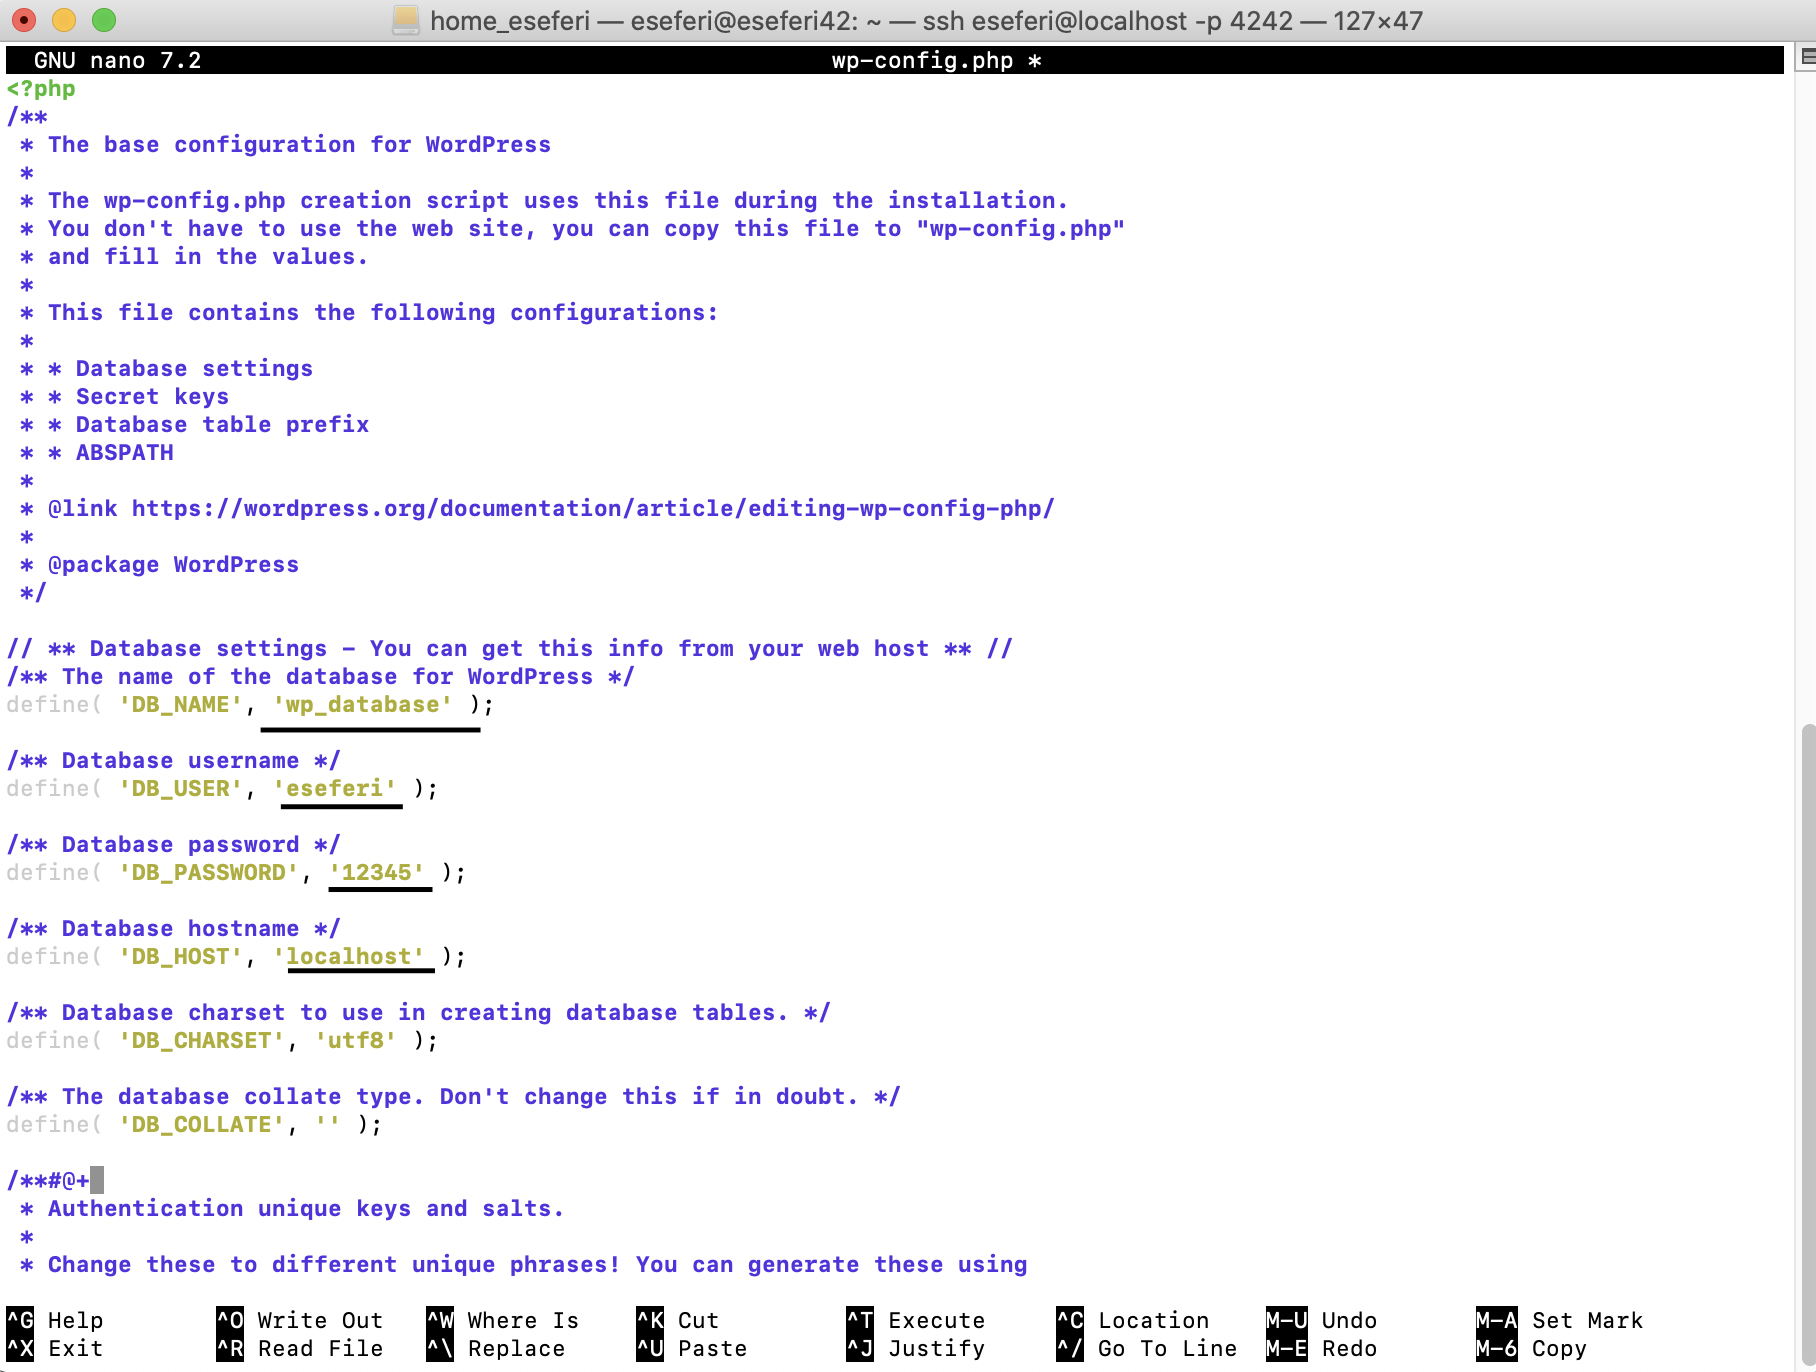 home_eseferi — eseferi@eseferi42: ~ — ssh eseferi@localhost -p 4242 — 127×47
GNU nano 7.2 wp-config.php *
<?php
/**
 * The base configuration for WordPress
 *
 * The wp-config.php creation script uses this file during the installation.
 * You don't have to use the web site, you can copy this file to "wp-config.php"
 * and fill in the values.
 *
 * This file contains the following configurations:
 *
 * * Database settings
 * * Secret keys
 * * Database table prefix
 * * ABSPATH
 *
 * @link https://wordpress.org/documentation/article/editing-wp-config-php/
 *
 * @package WordPress
 */

// ** Database settings - You can get this info from your web host ** //
/** The name of the database for WordPress */
define( 'DB_NAME', 'wp_database' );

/** Database username */
define( 'DB_USER', 'eseferi' );

/** Database password */
define( 'DB_PASSWORD', '12345' );

/** Database hostname */
define( 'DB_HOST', 'localhost' );

/** Database charset to use in creating database tables. */
define( 'DB_CHARSET', 'utf8' );

/** The database collate type. Don't change this if in doubt. */
define( 'DB_COLLATE', '' );

/**#@+
 * Authentication unique keys and salts.
 *
 * Change these to different unique phrases! You can generate these using

^G Help ^O Write Out ^W Where Is ^K Cut ^T Execute ^C Location M-U Undo M-A Set Mark
^X Exit ^R Read File ^\ Replace ^U Paste ^J Justify ^/ Go To Line M-E Redo M-6 Copy